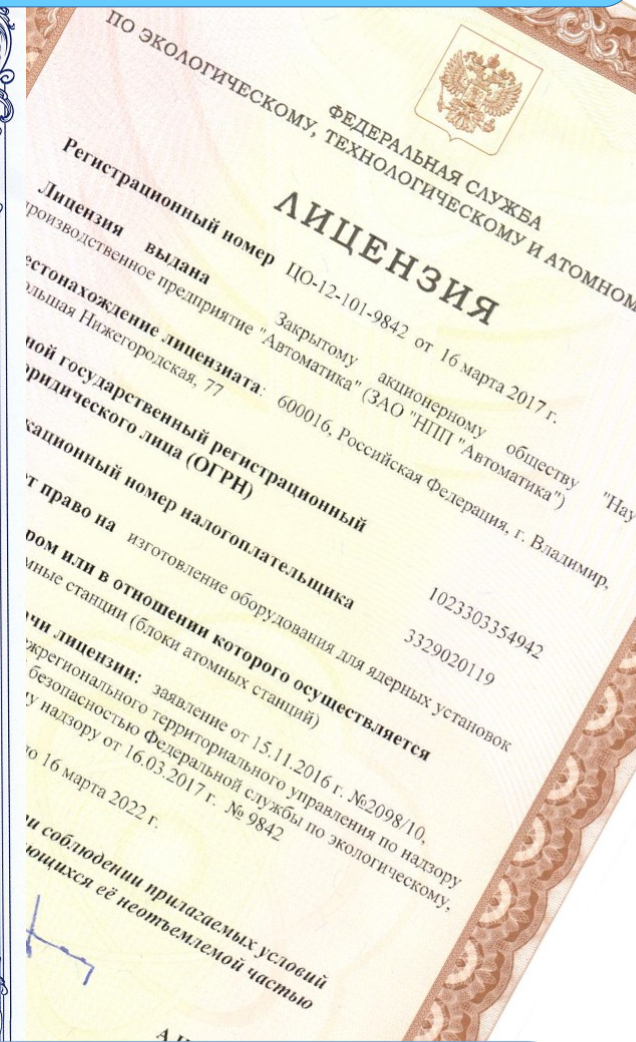 ФЕДЕРАЛЬНАЯ СЛУЖБА
ПО ЭКОЛОГИЧЕСКОМУ, ТЕХНОЛОГИЧЕСКОМУ И АТОМНОМ
ЛИЦЕНЗИЯ
Регистрационный номер ЦО-12-101-9842 от 16 марта 2017 г.
Лицензия выдана Закрытому акционерному обществу "Нау
производственное предприятие "Автоматика" (ЗАО "НПП "Автоматика")
естонахождение лицензиата: 600016, Российская Федерация, г. Владимир,
ольшая Нижегородская, 77
ной государственный регистрационный
ридического лица (ОГРН) 1023303354942
кационный номер налогоплательщика 3329020119
т право на изготовление оборудования для ядерных установок
ром или в отношении которого осуществляется
мные станции (блоки атомных станций)
чи лицензии: заявление от 15.11.2016 г. №2098/10,
жрегионального территориального управления по надзору
безопасностью Федеральной службы по экологическому,
у надзору от 16.03.2017 г. № 9842
о 16 марта 2022 г.
и соблюдении прилагаемых условий
ющихся её неотъемлемой частью